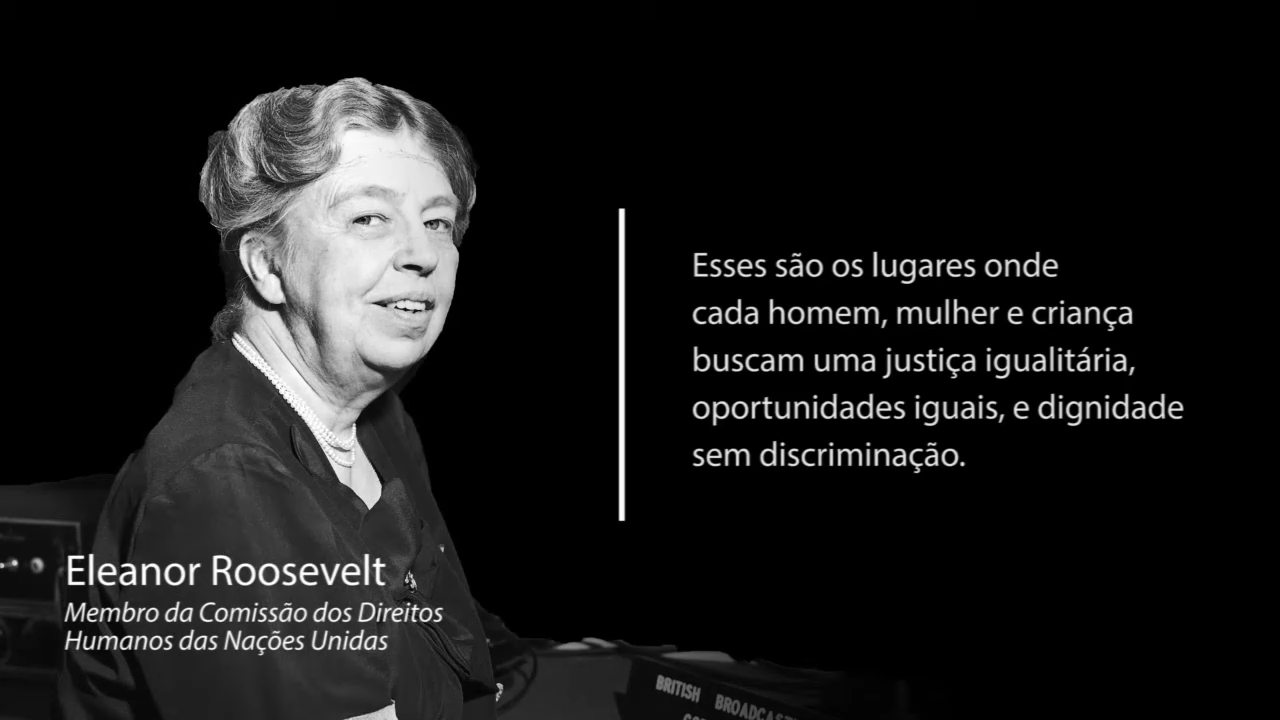 Esses são os lugares onde
cada homem, mulher e criança
buscam uma justiça igualitária,
oportunidades iguais, e dignidade
sem discriminação.
Eleanor Roosevelt
Membro da Comissão dos Direitos
Humanos das Nações Unidas
BRITISH